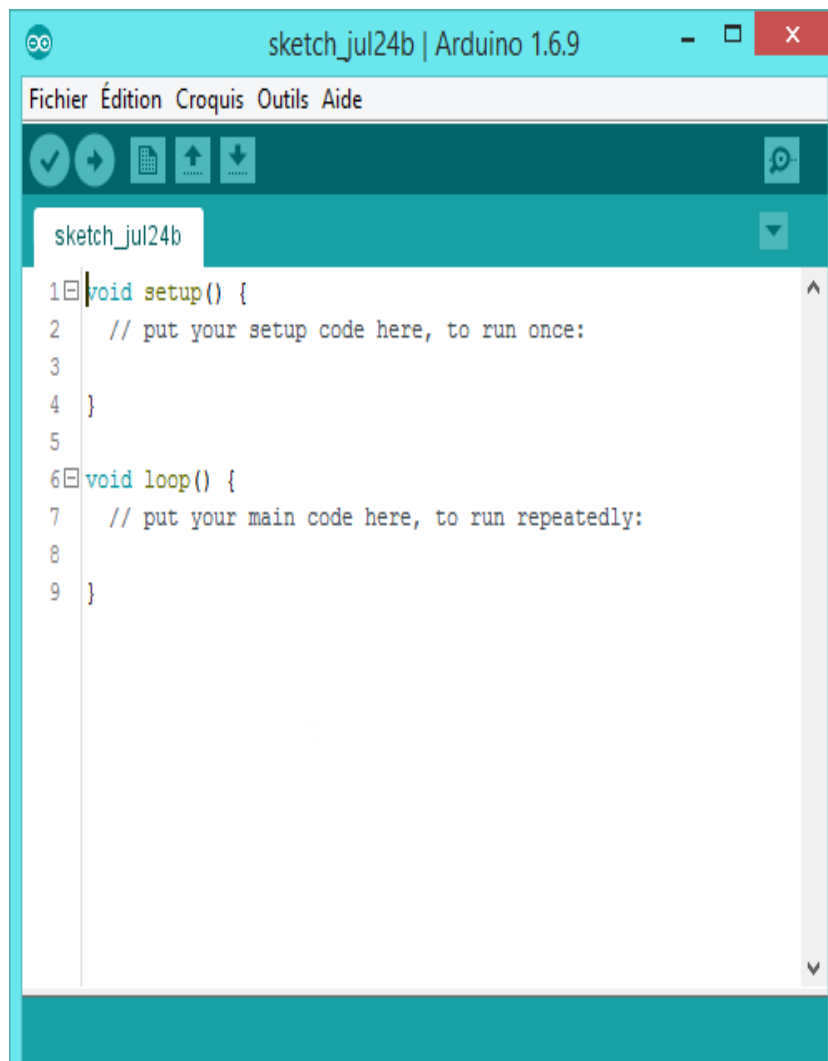 sketch_jul24b | Arduino 1.6.9
Fichier Édition Croquis Outils Aide
sketch_jul24b
1 void setup() {
2 // put your setup code here, to run once:
3
4 }
5
6 void loop() {
7 // put your main code here, to run repeatedly:
8
9 }